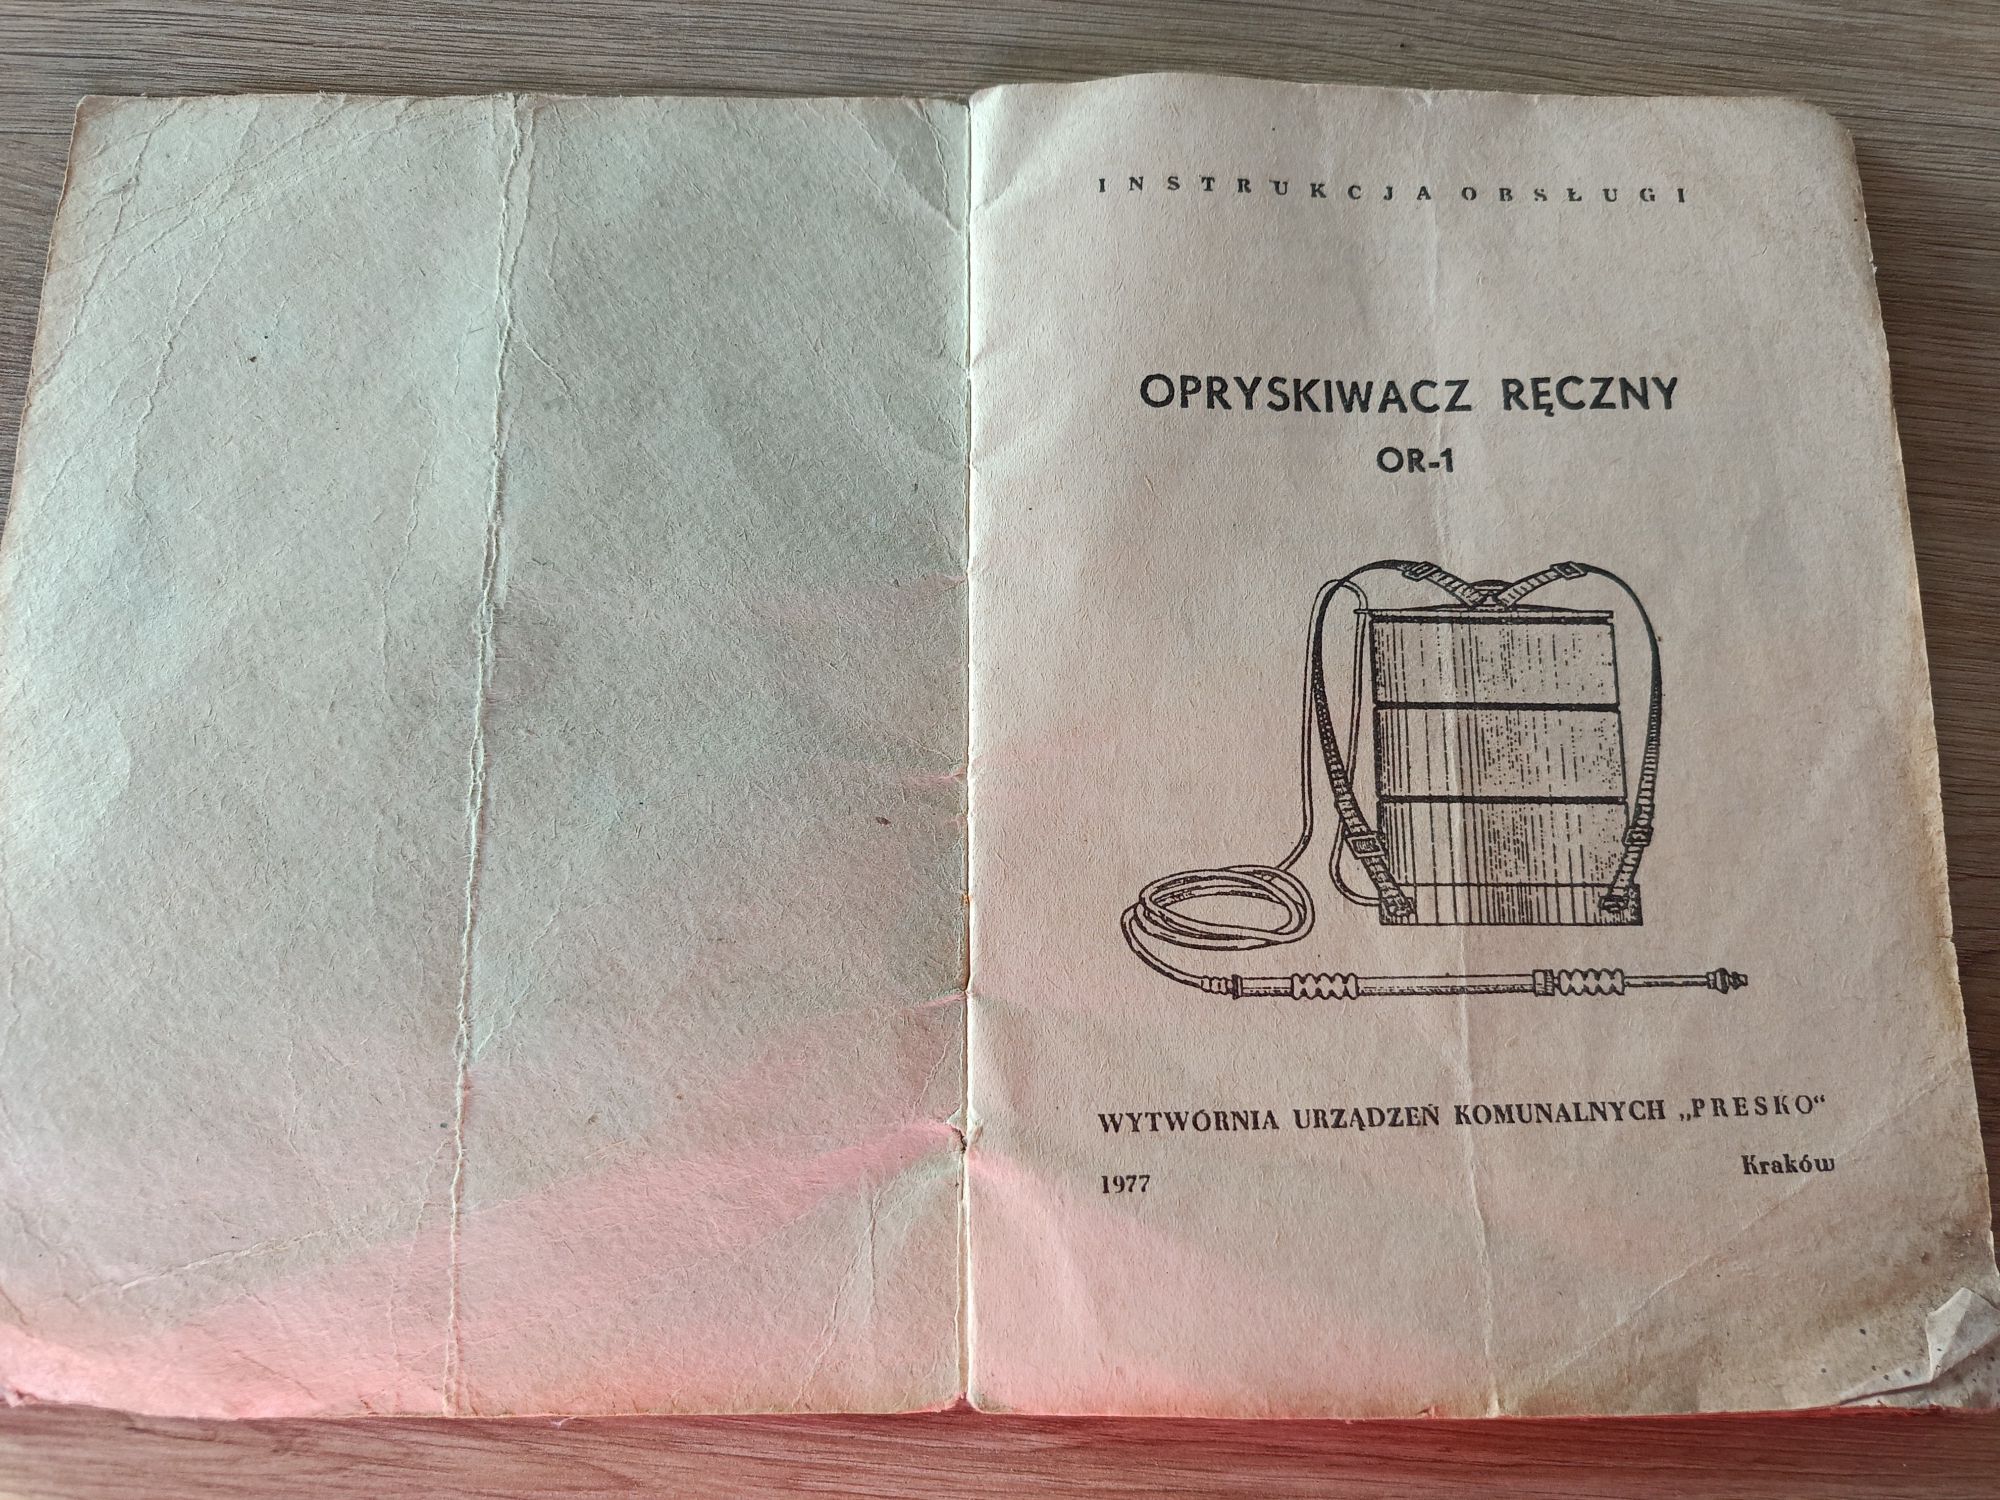 INSTRUKCJA OBSŁUGI
OPRYSKIWACZ RĘCZNY
OR-1
WYTWÓRNIA URZĄDZEŃ KOMUNALNYCH „PRESKO“
Kraków
1977